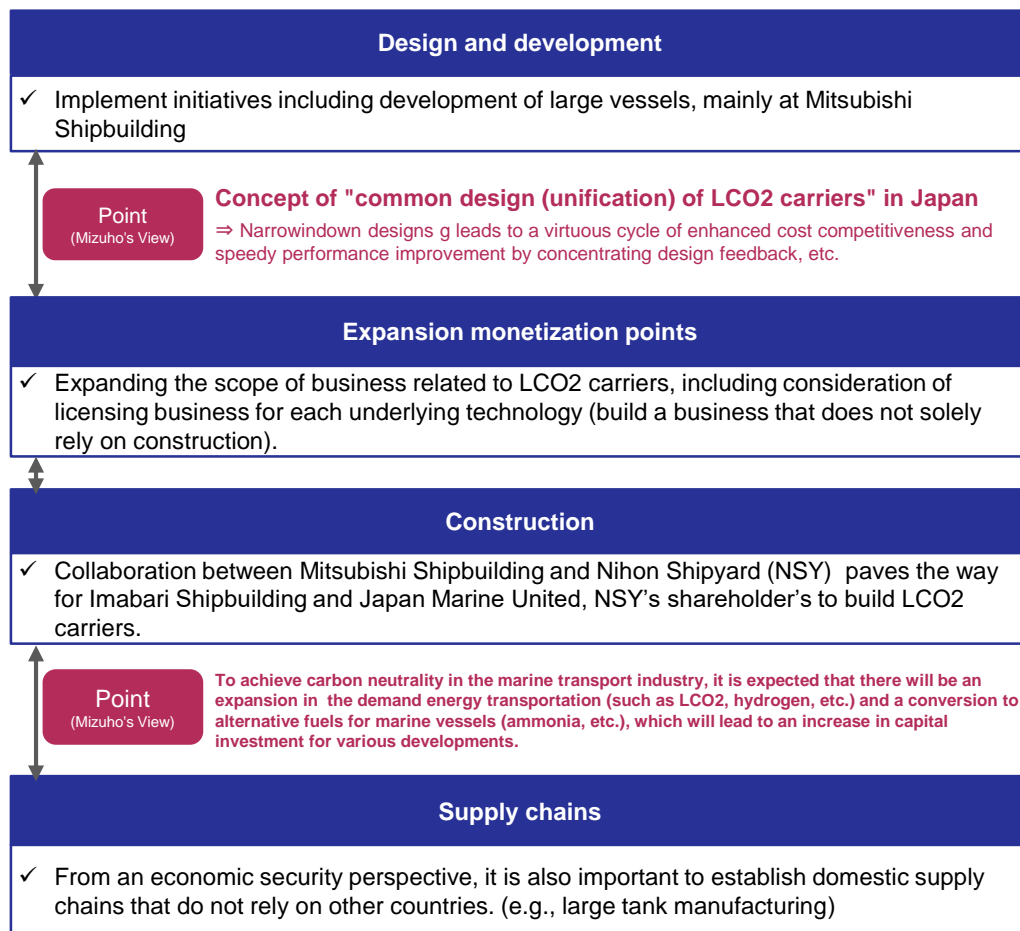 Design and development
✓ Implement initiatives including development of large vessels, mainly at Mitsubishi
Shipbuilding
Point
(Mizuho's View)
Concept of "common design (unification) of LCO2 carriers" in Japan
⇒ Narrowindown designs g leads to a virtuous cycle of enhanced cost competitiveness and
speedy performance improvement by concentrating design feedback, etc.
Expansion monetization points
✓ Expanding the scope of business related to LCO2 carriers, including consideration of
licensing business for each underlying technology (build a business that does not solely
rely on construction).
Construction
✓ Collaboration between Mitsubishi Shipbuilding and Nihon Shipyard (NSY) paves the way
for Imabari Shipbuilding and Japan Marine United, NSY's shareholder's to build LCO2
carriers.
Point
(Mizuho's View)
To achieve carbon neutrality in the marine transport industry, it is expected that there will be an
expansion in the demand energy transportation (such as LCO2, hydrogen, etc.) and a conversion to
alternative fuels for marine vessels (ammonia, etc.), which will lead to an increase in capital
investment for various developments.
Supply chains
✓ From an economic security perspective, it is also important to establish domestic supply
chains that do not rely on other countries. (e.g., large tank manufacturing)